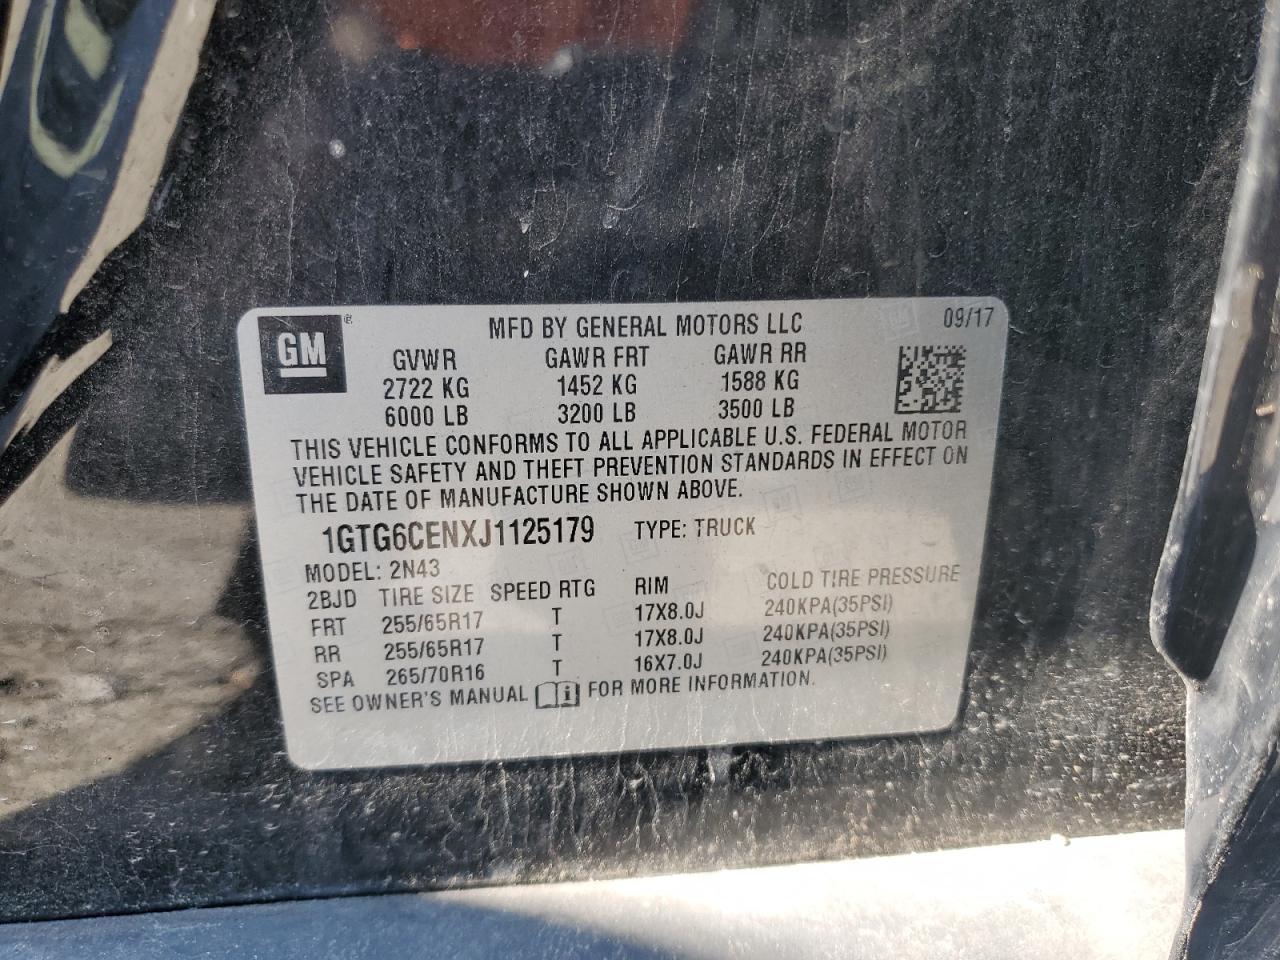 GM®
MFD BY GENERAL MOTORS LLC 09/17
GVWR GAWR FRT GAWR RR
2722 KG 1452 KG 1588 KG
6000 LB 3200 LB 3500 LB
THIS VEHICLE CONFORMS TO ALL APPLICABLE U.S. FEDERAL MOTOR
VEHICLE SAFETY AND THEFT PREVENTION STANDARDS IN EFFECT ON
THE DATE OF MANUFACTURE SHOWN ABOVE.
1GTG6CENXJ1125179 TYPE: TRUCK
MODEL: 2N43
2BJD TIRE SIZE SPEED RTG RIM COLD TIRE PRESSURE
FRT 255/65R17 T 17X8.0J 240KPA(35PSI)
RR 255/65R17 T 17X8.0J 240KPA(35PSI)
SPA 265/70R16 T 16X7.0J 240KPA(35PSI)
SEE OWNER'S MANUAL FOR MORE INFORMATION.